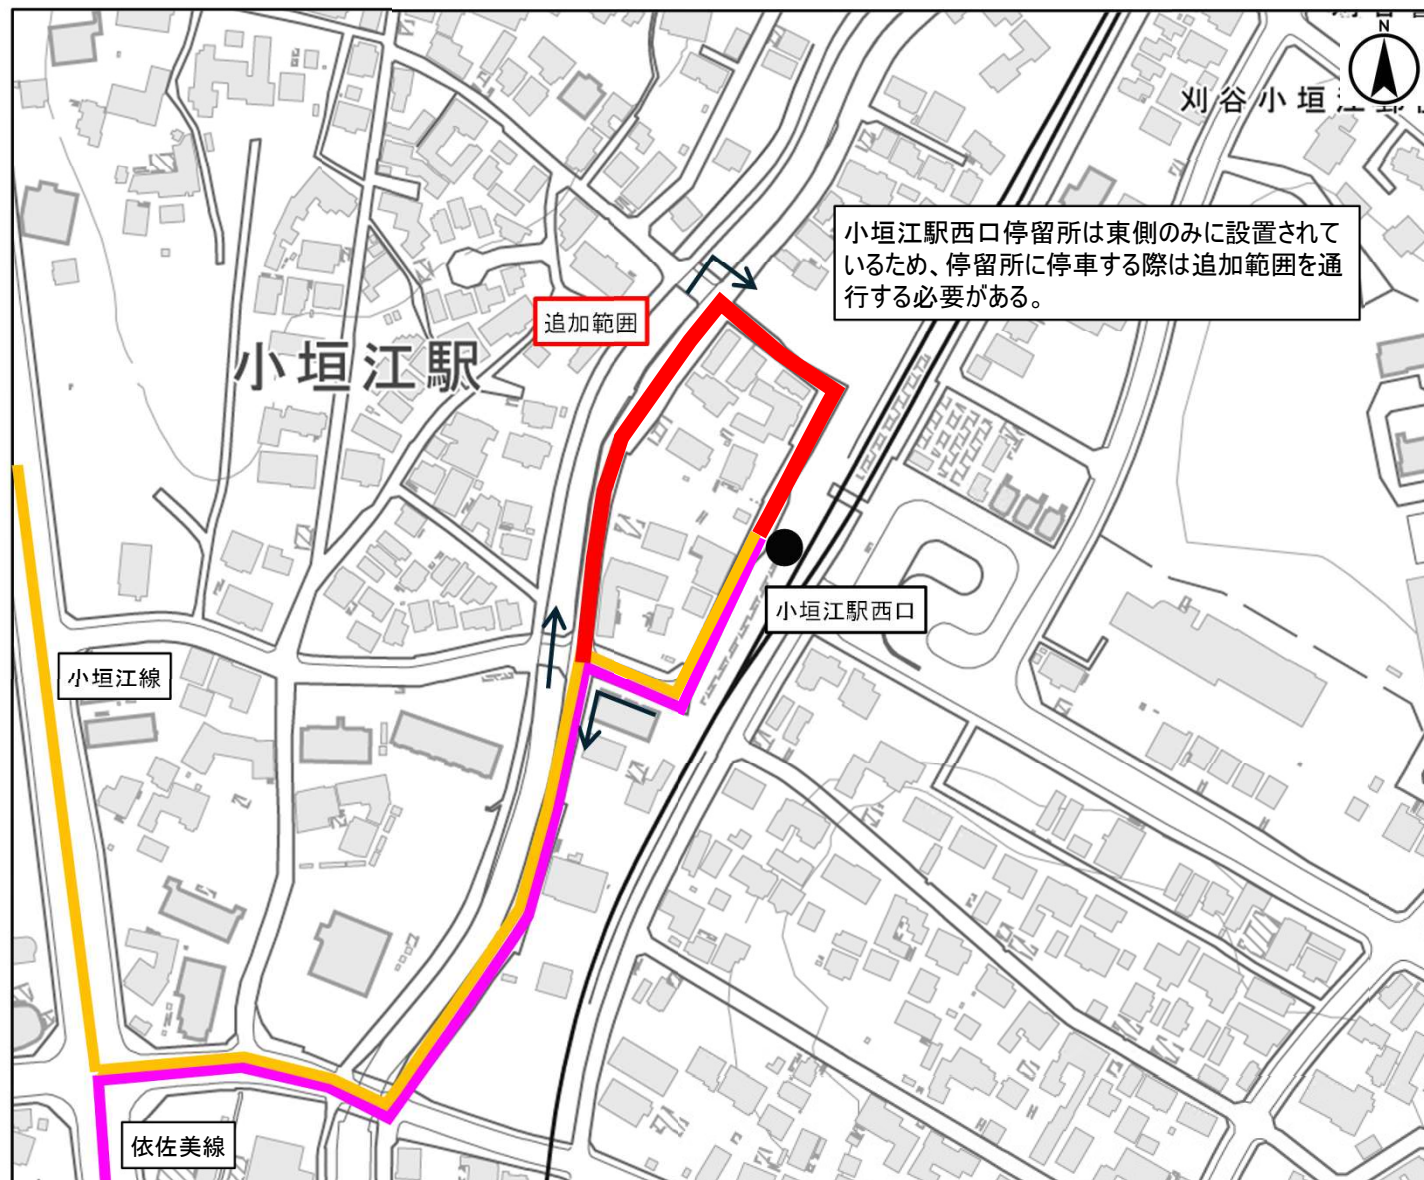 N
刈谷小垣江
小垣江駅西口停留所は東側のみに設置されて
いるため、停留所に停車する際は追加範囲を通
行する必要がある。
追加範囲
小垣江駅
小垣江駅西口
小垣江線
依佐美線